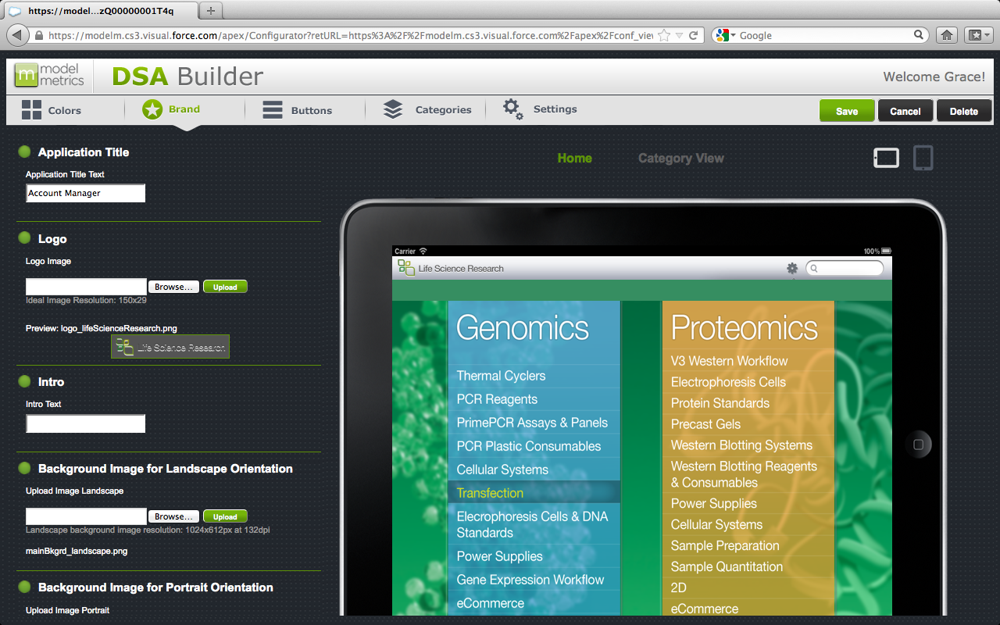 https://model...zQ00000001T4q
https://modelm.cs3.visual.force.com/apex/Configurator?retURL=https%3A%2F%2Fmodelm.cs3.visual.force.com%2Fapex%2Fconf_viev
Google
m model metrics
DSA Builder
Welcome Grace!
Colors
Brand
Buttons
Categories
Settings
Save
Cancel
Delete
Application Title
Application Title Text
Account Manager
Logo
Logo Image
Browse...
Upload
Ideal Image Resolution: 150x29
Preview: logo_lifeScienceResearch.png
Life Science Research
Intro
Intro Text
Background Image for Landscape Orientation
Upload Image Landscape
Browse...
Upload
Landscape background image resolution: 1024x612px at 132dpi
mainBkgrd_landscape.png
Background Image for Portrait Orientation
Upload Image Portrait
Home
Category View
Carrier
100%
Life Science Research
Genomics
Thermal Cyclers
PCR Reagents
PrimePCR Assays & Panels
PCR Plastic Consumables
Cellular Systems
Transfection
Elecrophoresis Cells & DNA
Standards
Power Supplies
Gene Expression Workflow
eCommerce
Proteomics
V3 Western Workflow
Electrophoresis Cells
Protein Standards
Precast Gels
Western Blotting Systems
Western Blotting Reagents
& Consumables
Power Supplies
Cellular Systems
Sample Preparation
Sample Quantitation
2D
eCommerce